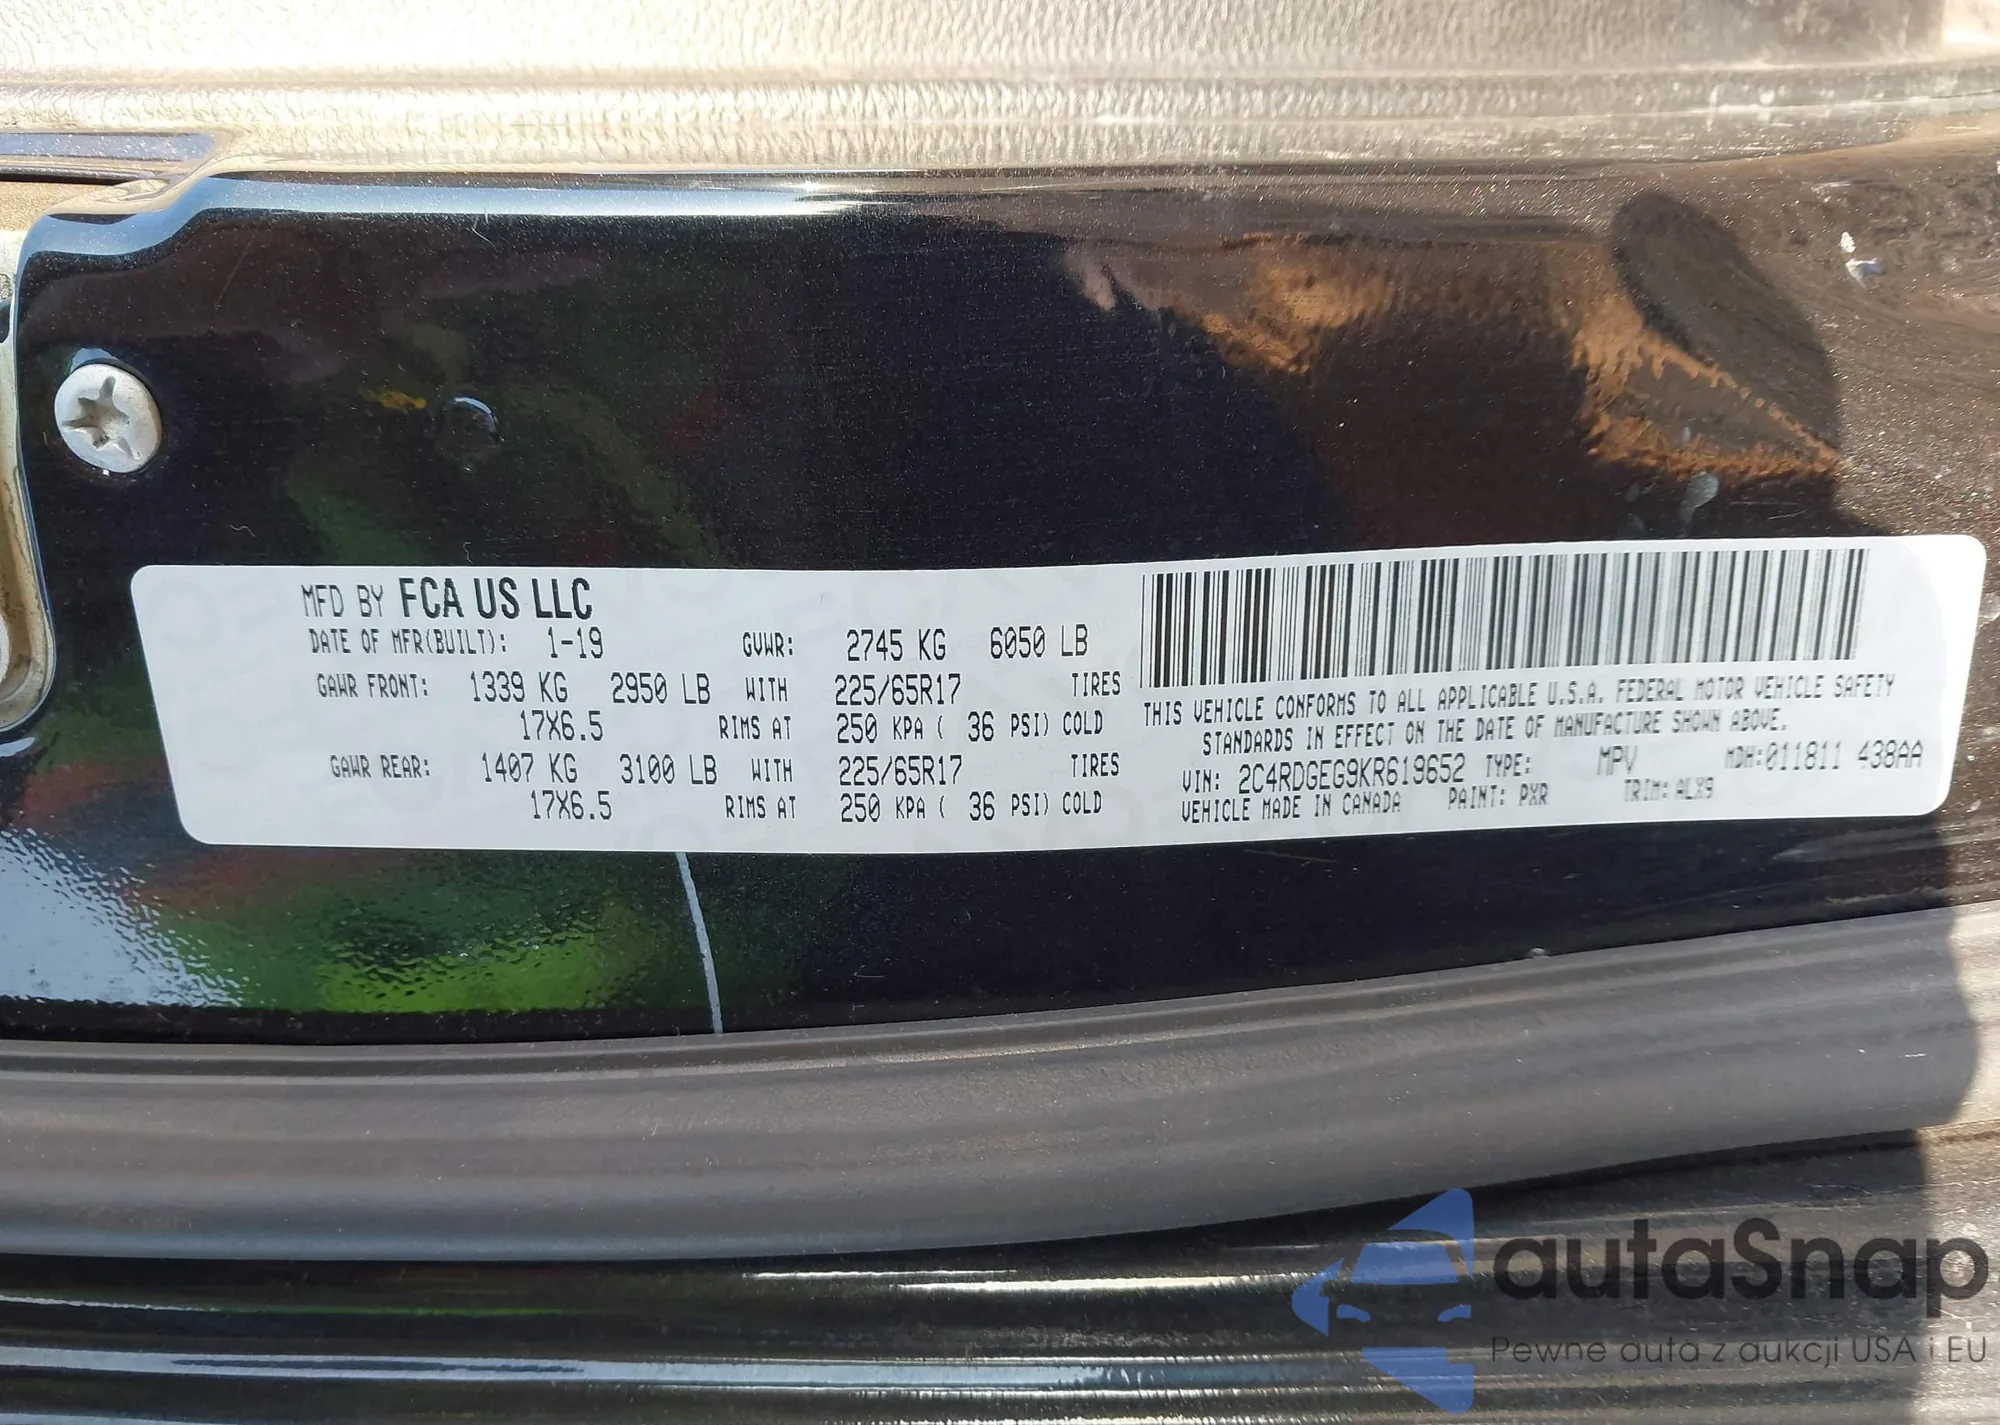 MFD BY FCA US LLC
DATE OF MFR(BUILT): 1-19 GVWR: 2745 KG 6050 LB
GAWR FRONT: 1339 KG 2950 LB WITH 225/65R17 TIRES
17X6.5 RIMS AT 250 KPA ( 36 PSI) COLD
GAWR REAR: 1407 KG 3100 LB WITH 225/65R17 TIRES
17X6.5 RIMS AT 250 KPA ( 36 PSI) COLD
THIS VEHICLE CONFORMS TO ALL APPLICABLE U.S.A. FEDERAL MOTOR VEHICLE SAFETY
STANDARDS IN EFFECT ON THE DATE OF MANUFACTURE SHOWN ABOVE.
VIN: 2C4RDGEG9KR619652 TYPE: MPV MDH:011811 438AA
VEHICLE MADE IN CANADA PAINT: PXR TRIM: ALX9
autaSnap
Pewne auta z aukcji USA i EU